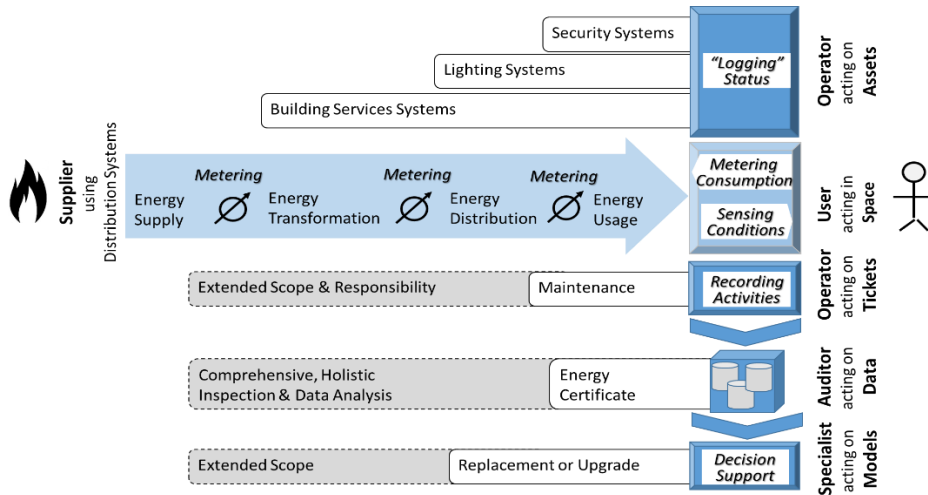 Security Systems
Lighting Systems
Building Services Systems
"Logging"
Status
Operator
acting on
Assets
Supplier
using
Distribution Systems
Metering
Metering
Metering
Energy
Supply
Energy
Transformation
Energy
Distribution
Energy
Usage
Metering
Consumption
Sensing
Conditions
User
acting in
Space
Extended Scope & Responsibility
Maintenance
Recording
Activities
Operator
acting on
Tickets
Comprehensive, Holistic
Inspection & Data Analysis
Energy
Certificate
Auditor
acting on
Data
Extended Scope
Replacement or Upgrade
Decision
Support
Specialist
acting on
Models